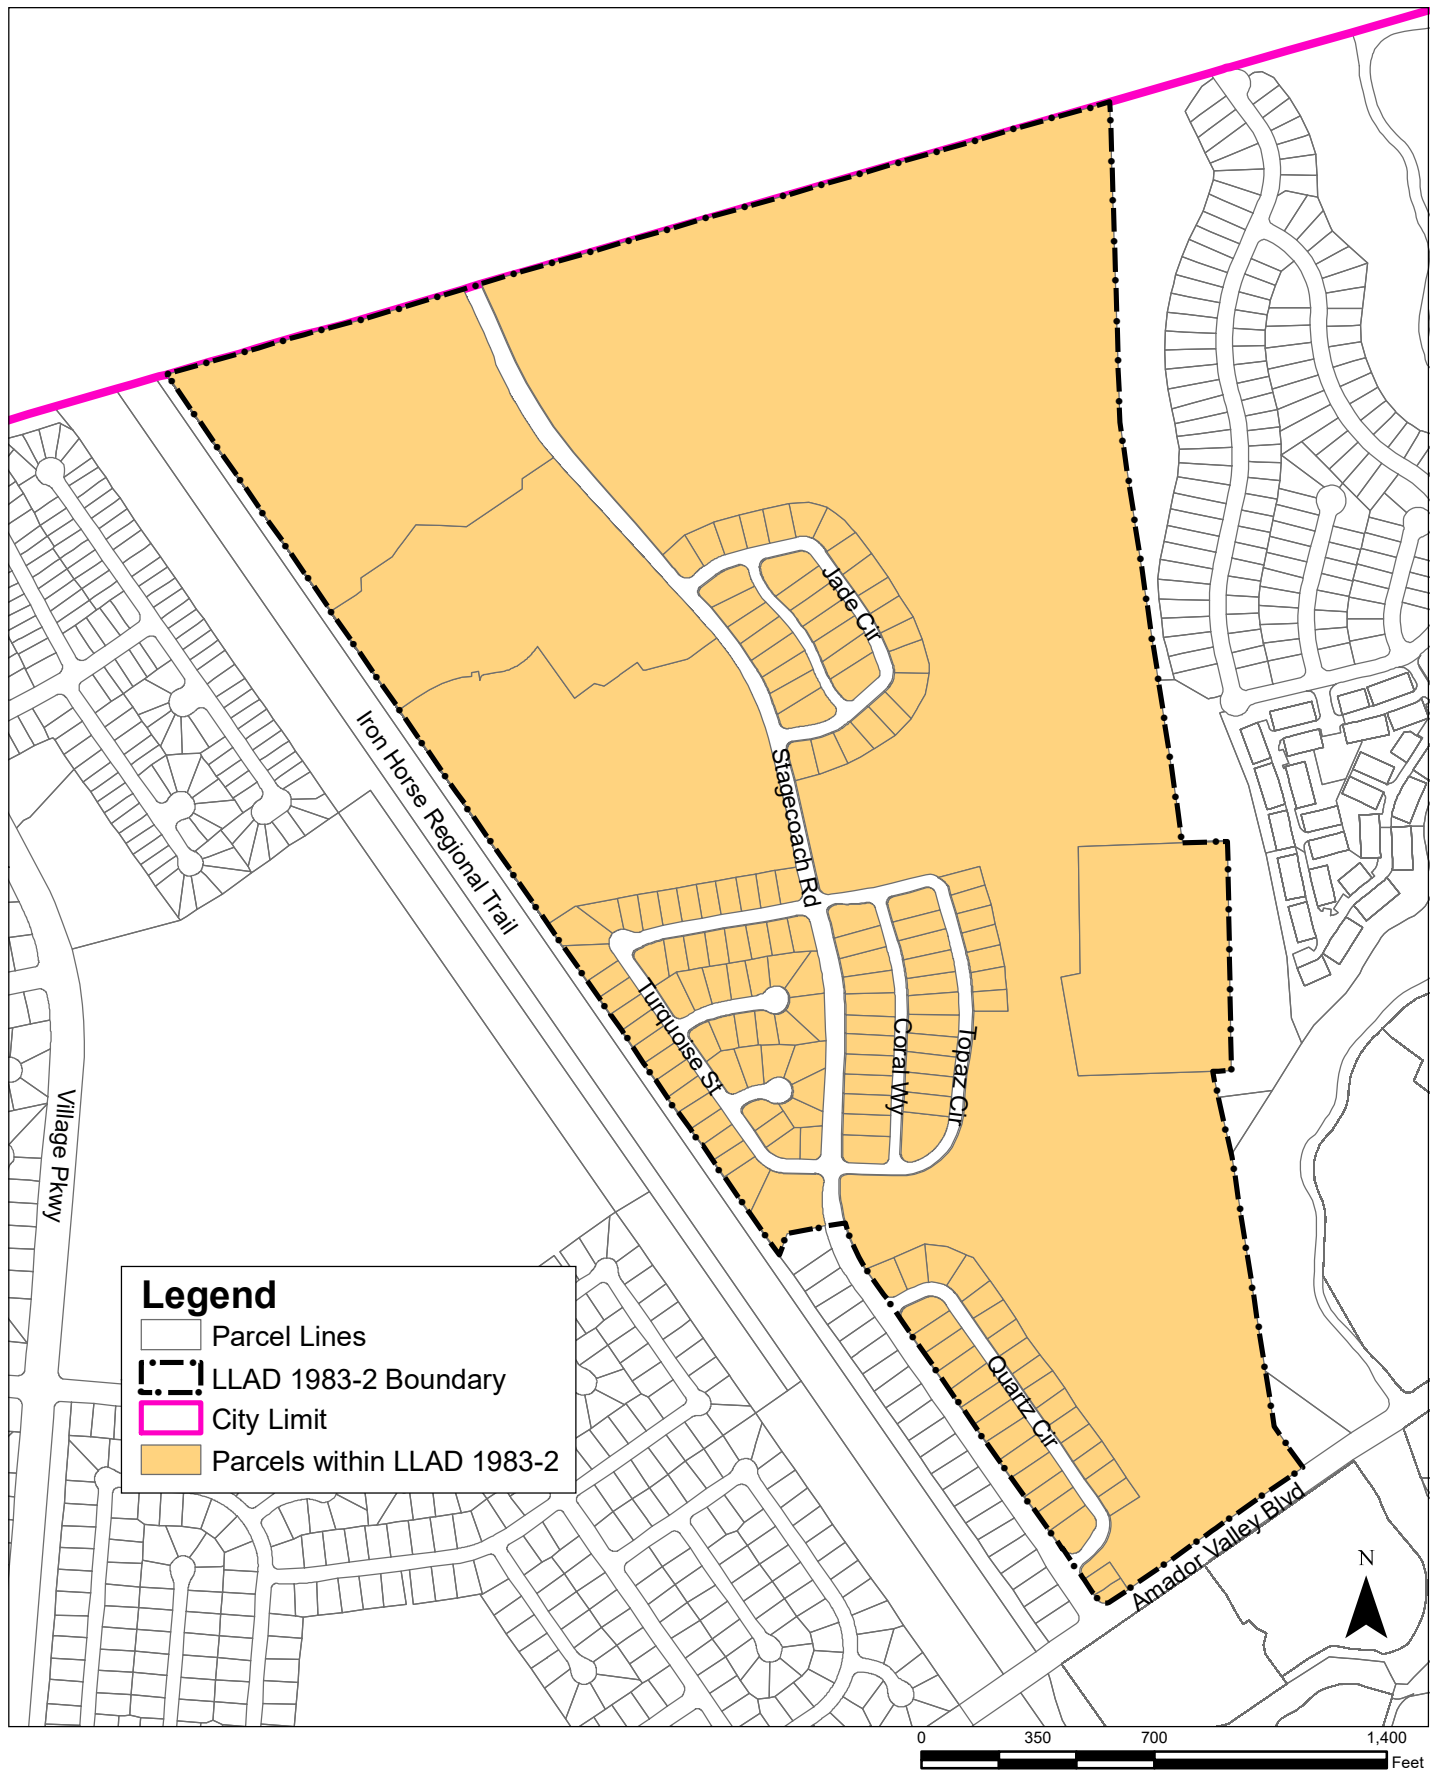 Jade Cir
Iron Horse Regional Trail
Stagecoach Rd
Turquoise St
Coral Wy
Topaz Cir
Village Pkwy
Quartz Cir
Amador Valley Blvd
Legend
Parcel Lines
LLAD 1983-2 Boundary
City Limit
Parcels within LLAD 1983-2
N
0 350 700 1,400
Feet